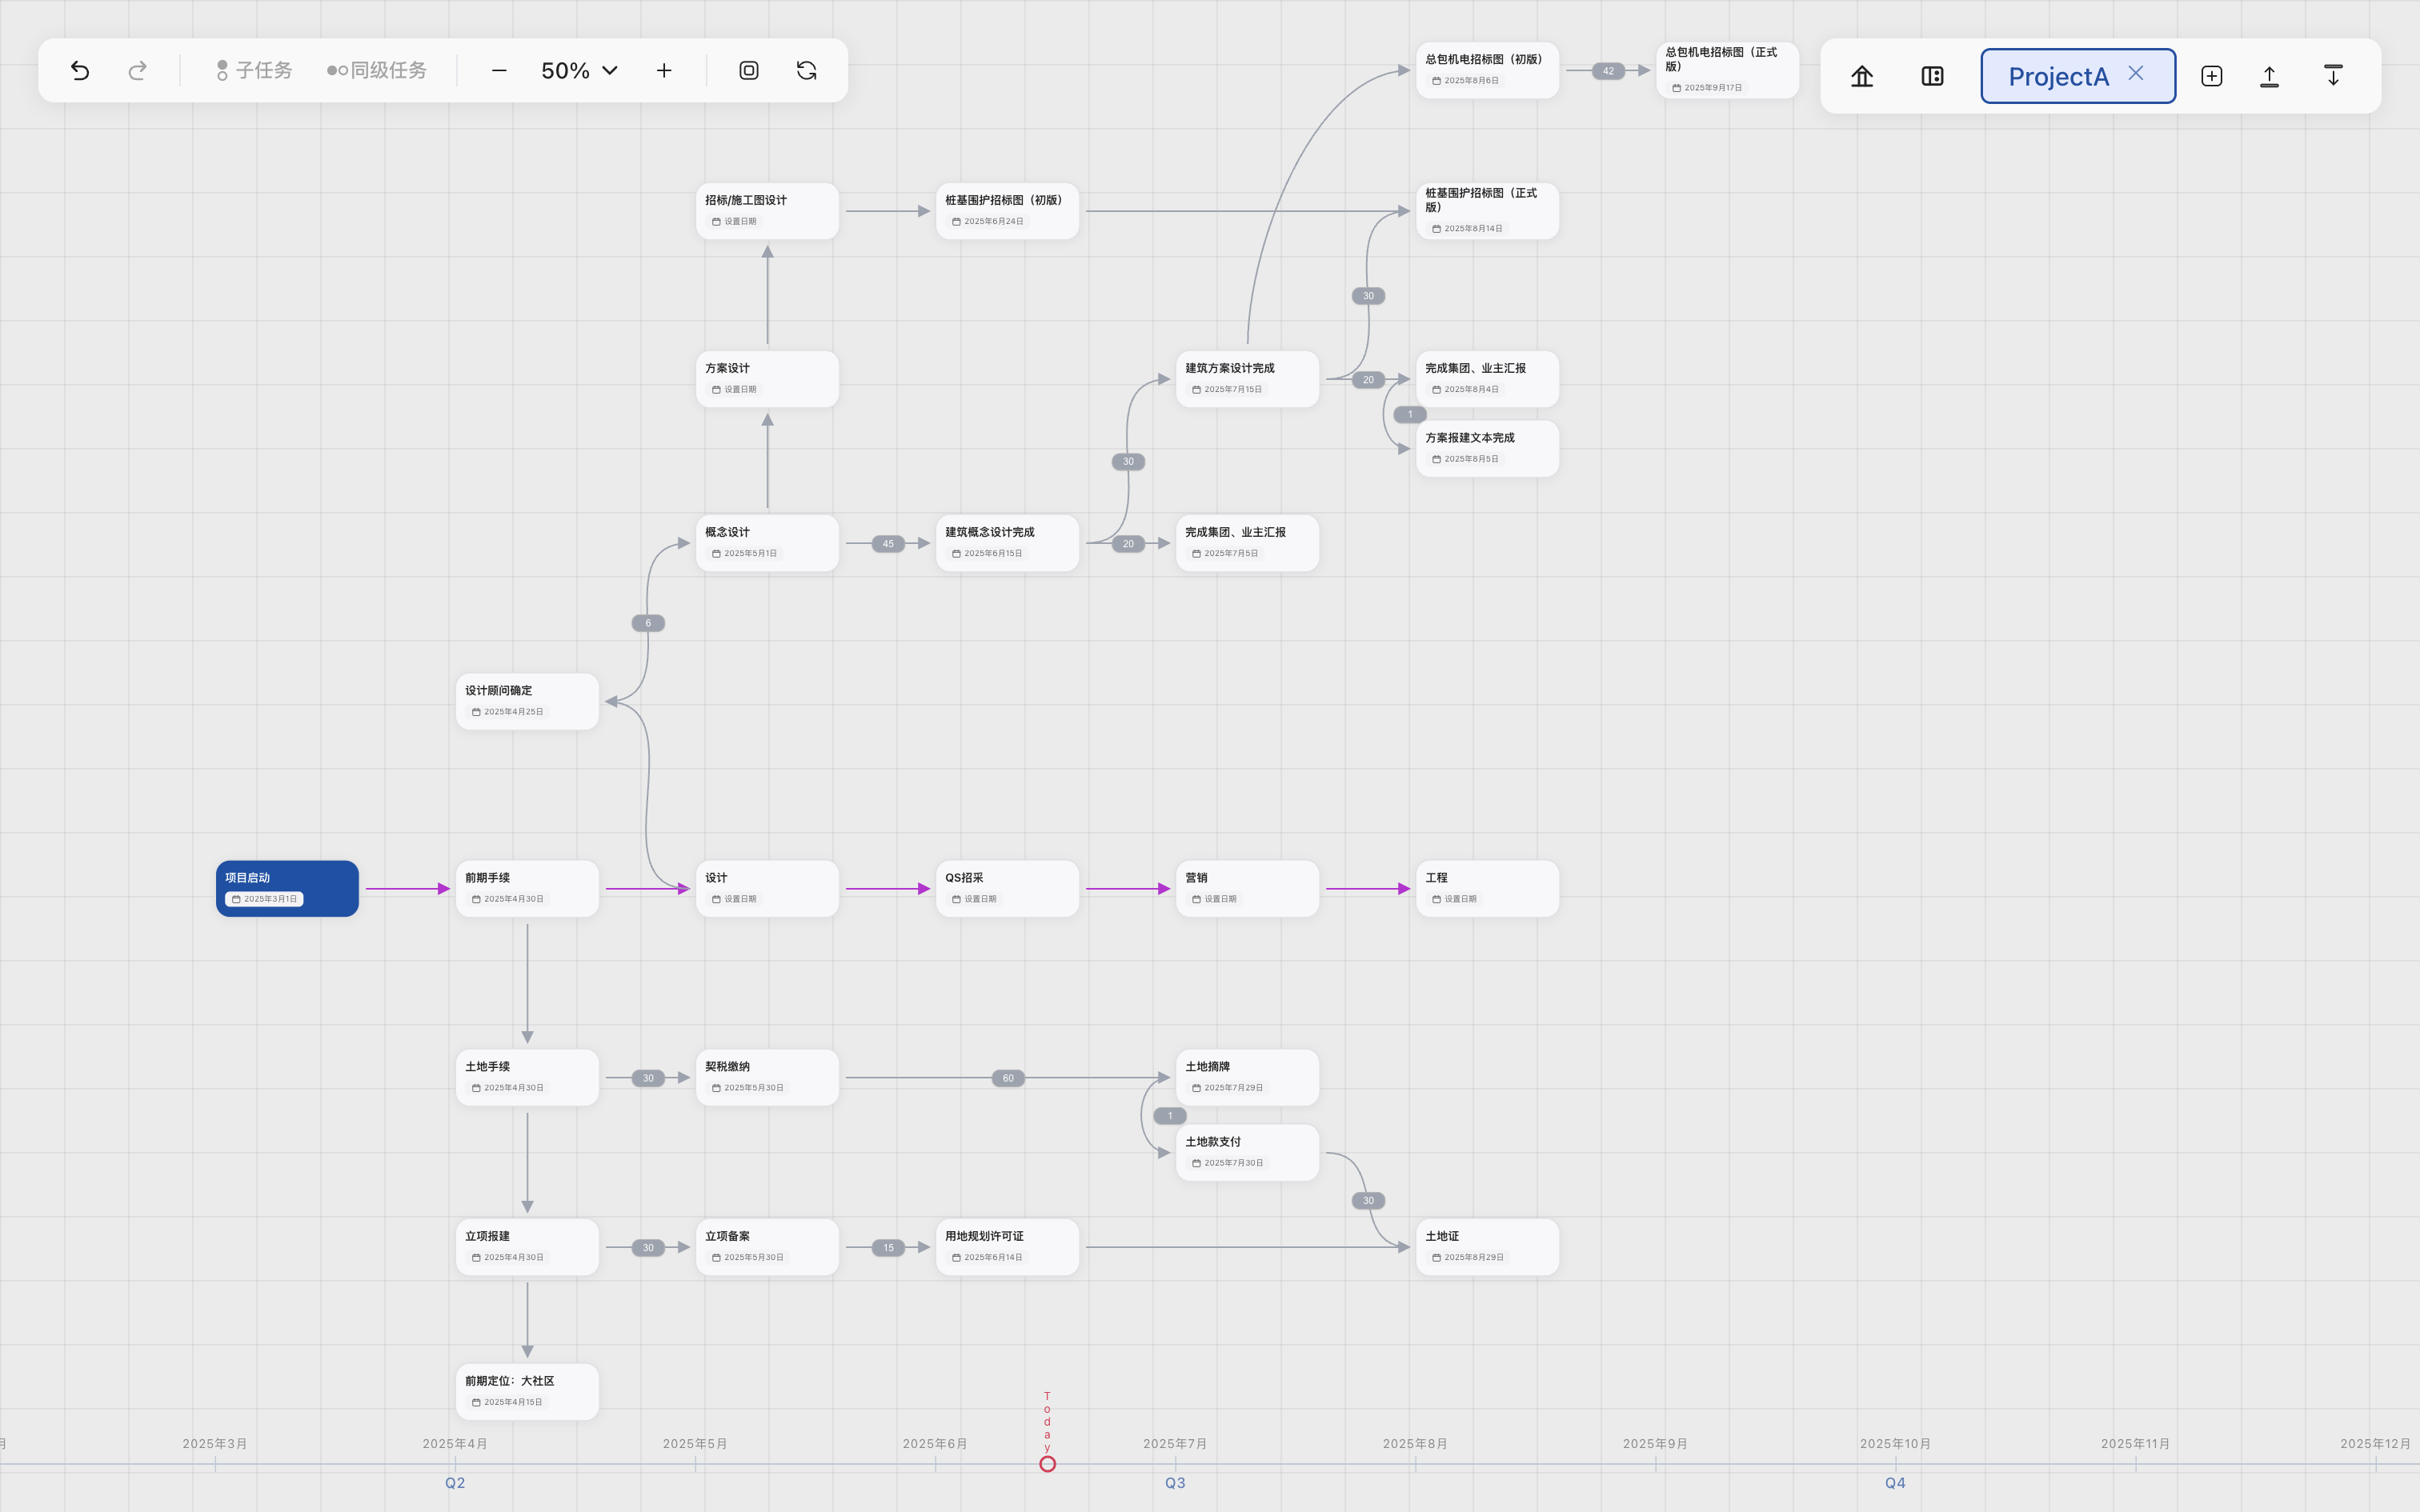 子任务
同级任务
50%
ProjectA
总包机电招标图（初版）
2025年8月6日
42
总包机电招标图（正式
版）
2025年9月17日
招标/施工图设计
设置日期
桩基围护招标图（初版）
2025年6月24日
桩基围护招标图（正式
版）
2025年8月14日
30
方案设计
设置日期
建筑方案设计完成
2025年7月15日
20
完成集团、业主汇报
2025年8月4日
1
方案报建文本完成
2025年8月5日
30
概念设计
2025年5月1日
45
建筑概念设计完成
2025年6月15日
20
完成集团、业主汇报
2025年7月5日
6
设计顾问确定
2025年4月25日
项目启动
2025年3月1日
前期手续
2025年4月30日
设计
设置日期
QS招采
设置日期
营销
设置日期
工程
设置日期
土地手续
2025年4月30日
30
契税缴纳
2025年5月30日
60
土地摘牌
2025年7月29日
1
土地款支付
2025年7月30日
30
立项报建
2025年4月30日
30
立项备案
2025年5月30日
15
用地规划许可证
2025年6月14日
土地证
2025年8月29日
前期定位：大社区
2025年4月15日
Today
月
2025年3月
2025年4月
2025年5月
2025年6月
2025年7月
2025年8月
2025年9月
2025年10月
2025年11月
2025年12月
Q2
Q3
Q4